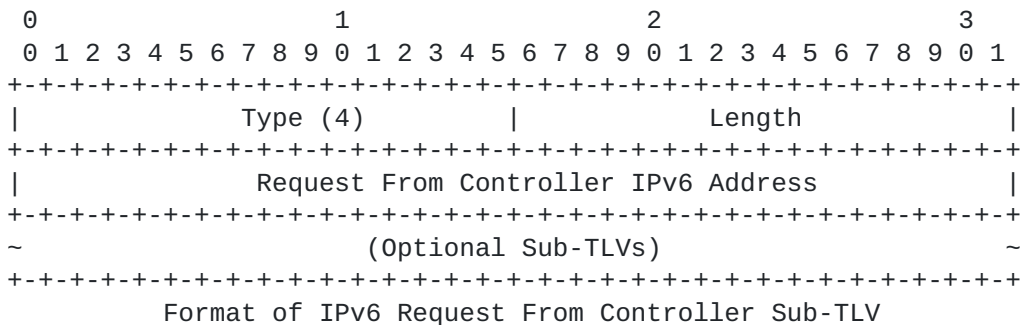 0                   1                   2                   3
 0 1 2 3 4 5 6 7 8 9 0 1 2 3 4 5 6 7 8 9 0 1 2 3 4 5 6 7 8 9 0 1
+-+-+-+-+-+-+-+-+-+-+-+-+-+-+-+-+-+-+-+-+-+-+-+-+-+-+-+-+-+-+-+-+
|              Type (4)         |            Length             |
+-+-+-+-+-+-+-+-+-+-+-+-+-+-+-+-+-+-+-+-+-+-+-+-+-+-+-+-+-+-+-+-+
|               Request From Controller IPv6 Address            |
+-+-+-+-+-+-+-+-+-+-+-+-+-+-+-+-+-+-+-+-+-+-+-+-+-+-+-+-+-+-+-+-+
~                      (Optional Sub-TLVs)                      ~
+-+-+-+-+-+-+-+-+-+-+-+-+-+-+-+-+-+-+-+-+-+-+-+-+-+-+-+-+-+-+-+-+
          Format of IPv6 Request From Controller Sub-TLV